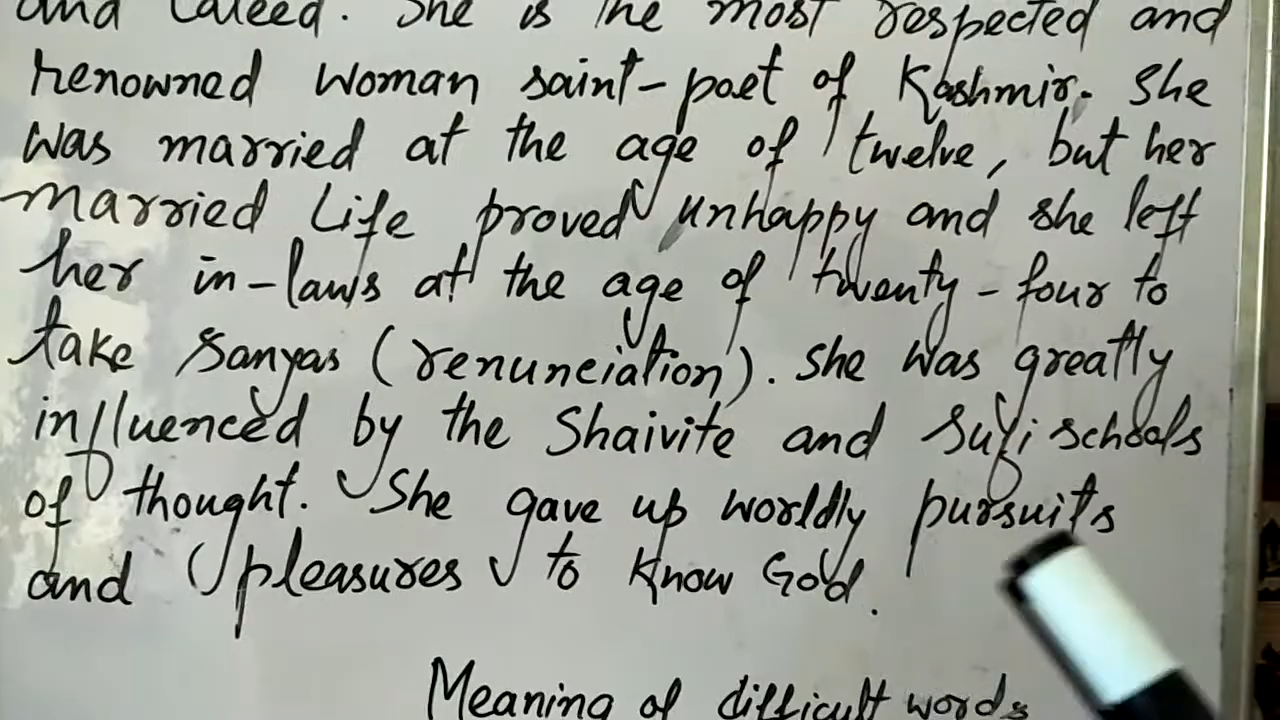 and Laleed. She is the most respected and
renowned woman saint-poet of Kashmir. She
was married at the age of twelve, but her
married Life proved unhappy and she left
her in-laws at the age of twenty-four to
take Sanyas (renunciation). She was greatly
influenced by the Shaivite and Sufi schools
of thought. She gave up worldly pursuits
and pleasures to know God.
Meaning of difficult words